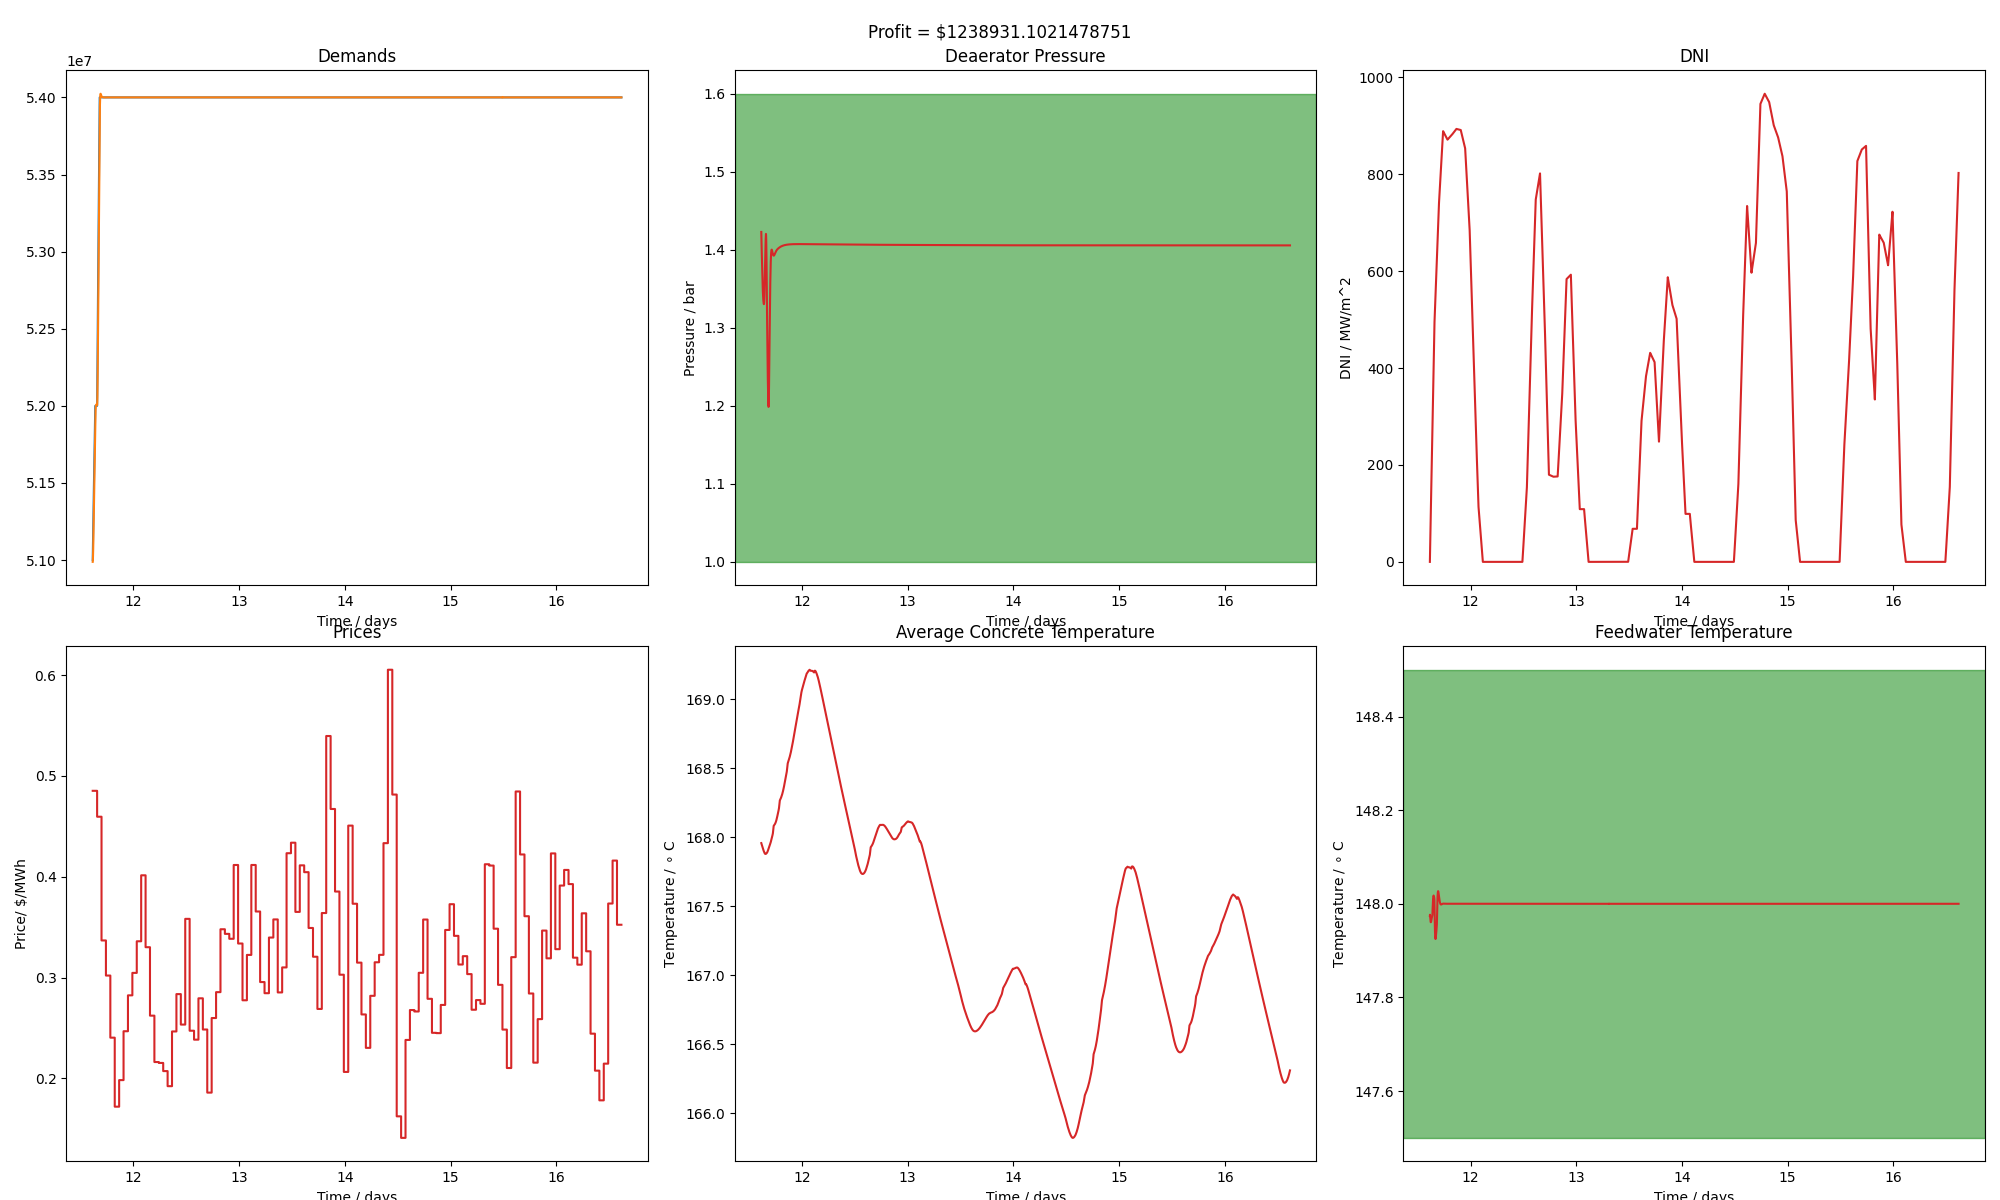 Profit = $1238931.1021478751
Demands
1e7
5.40
5.35
5.30
5.25
5.20
5.15
5.10
12 13 14 15 16
Time / days
Deaerator Pressure
Pressure / bar
1.6
1.5
1.4
1.3
1.2
1.1
1.0
12 13 14 15 16
Time / days
DNI
DNI / MW/m^2
1000
800
600
400
200
0
12 13 14 15 16
Time / days
Prices
Price/ $/MWh
0.6
0.5
0.4
0.3
0.2
12 13 14 15 16
Time / days
Average Concrete Temperature
Temperature / ∘ C
169.0
168.5
168.0
167.5
167.0
166.5
166.0
12 13 14 15 16
Time / days
Feedwater Temperature
Temperature / ∘ C
148.4
148.2
148.0
147.8
147.6
12 13 14 15 16
Time / days